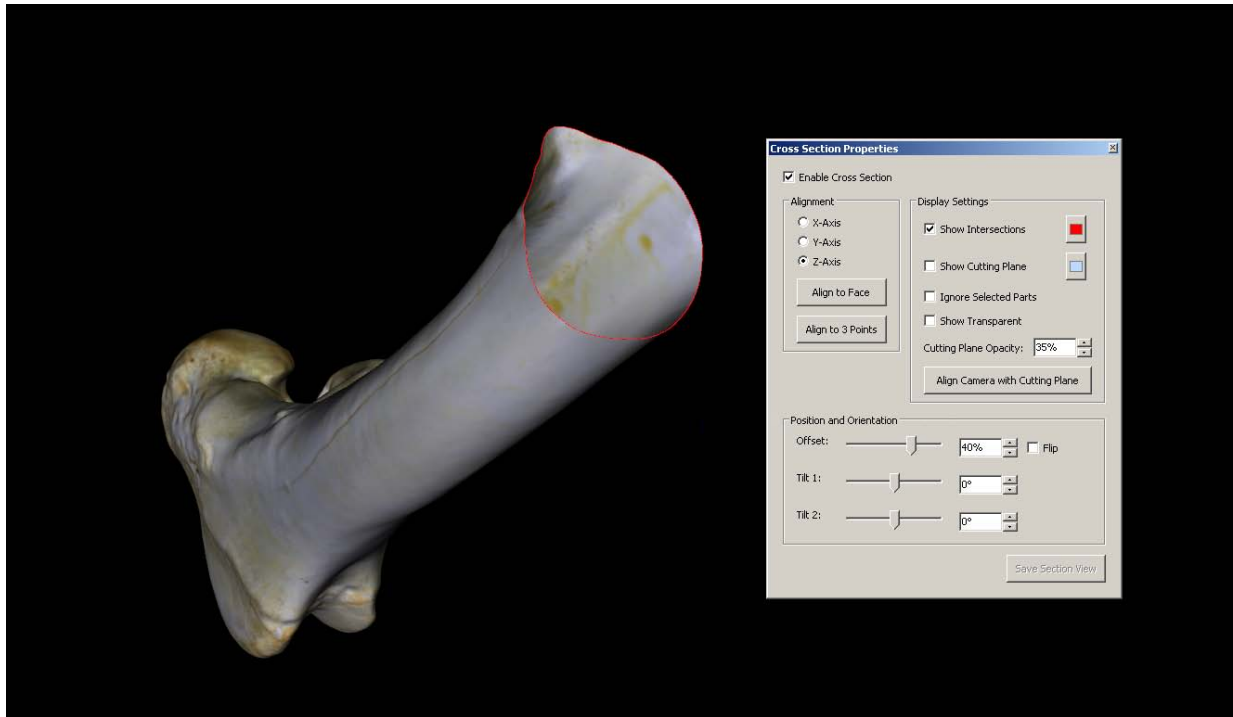 Cross Section Properties
Enable Cross Section
Alignment
X-Axis
Y-Axis
Z-Axis
Align to Face
Align to 3 Points
Display Settings
Show Intersections
Show Cutting Plane
Ignore Selected Parts
Show Transparent
Cutting Plane Opacity: 35%
Align Camera with Cutting Plane
Position and Orientation
Offset: 40% Flip
Tilt 1: 0°
Tilt 2: 0°
Save Section View